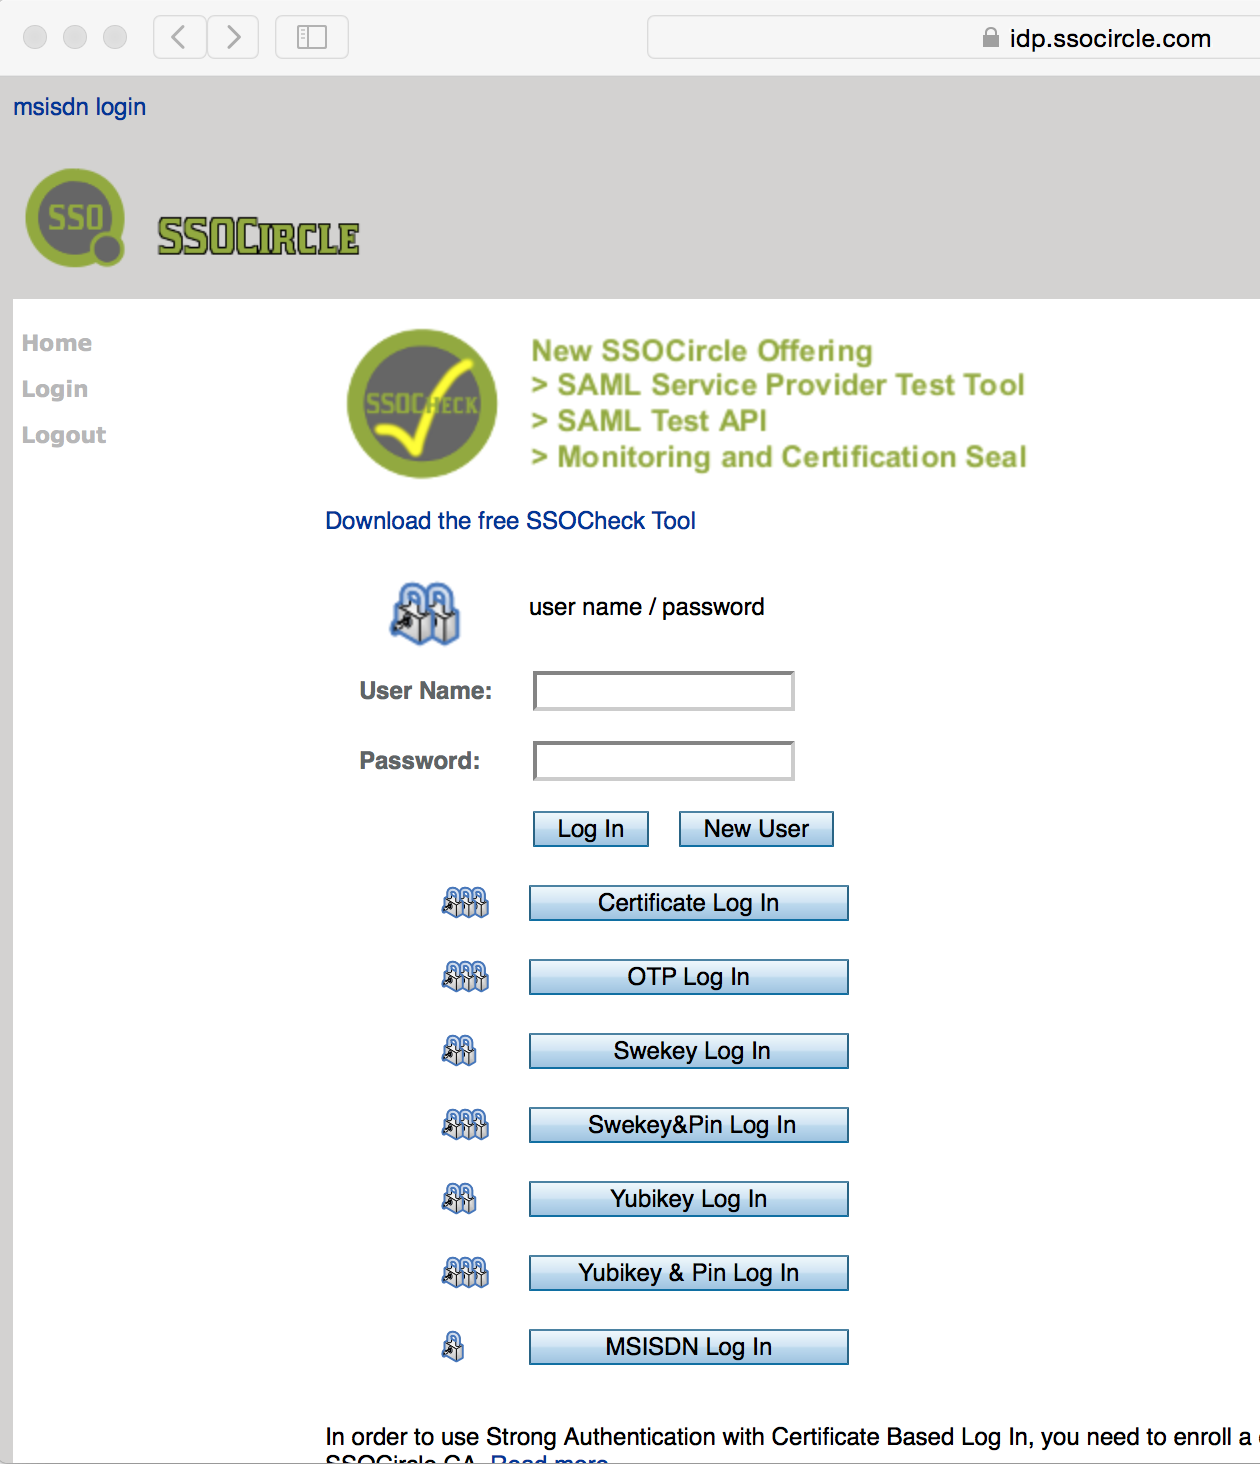 idp.ssocircle.com
msisdn login
SSO
SSOCIRCLE
Home
Login
Logout
SSOCHECK
New SSOCircle Offering
> SAML Service Provider Test Tool
> SAML Test API
> Monitoring and Certification Seal
Download the free SSOCheck Tool
user name / password
User Name:
Password:
Log In New User
Certificate Log In
OTP Log In
Swekey Log In
Swekey&Pin Log In
Yubikey Log In
Yubikey & Pin Log In
MSISDN Log In
In order to use Strong Authentication with Certificate Based Log In, you need to enroll a
SSOCircle CA. Read more